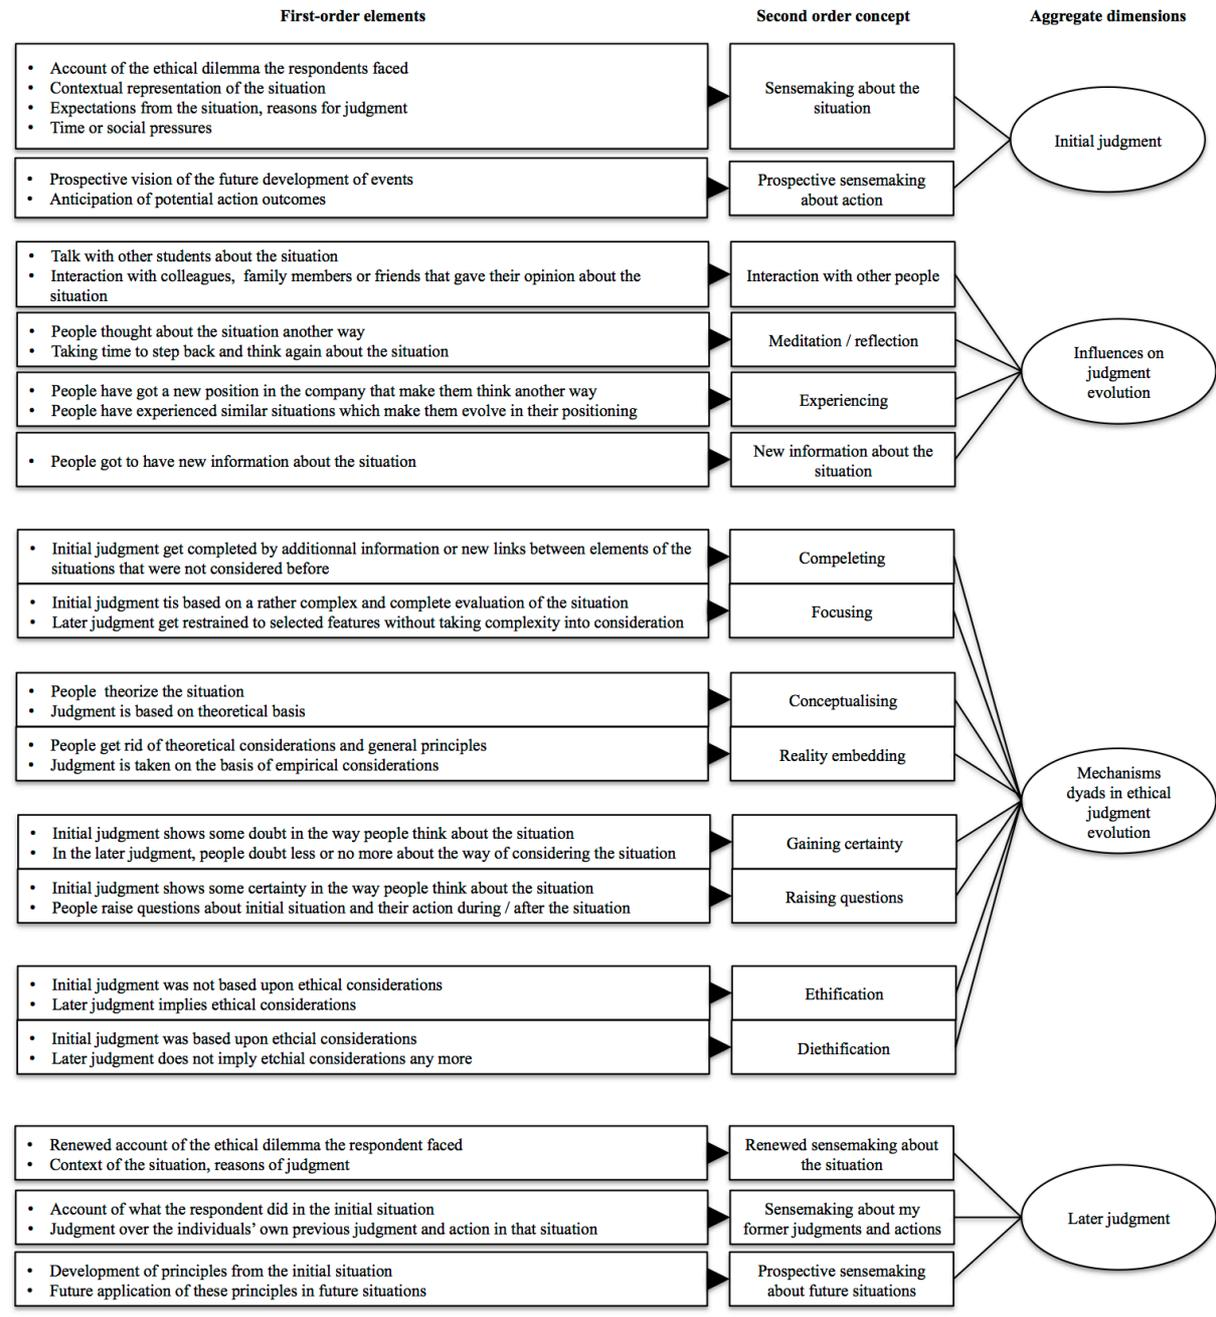 First-order elements
Second order concept
Aggregate dimensions
• Account of the ethical dilemma the respondents faced
• Contextual representation of the situation
• Expectations from the situation, reasons for judgment
• Time or social pressures
Sensemaking about the
situation
Initial judgment
• Prospective vision of the future development of events
• Anticipation of potential action outcomes
Prospective sensemaking
about action
• Talk with other students about the situation
• Interaction with colleagues, family members or friends that gave their opinion about the
situation
Interaction with other people
• People thought about the situation another way
• Taking time to step back and think again about the situation
Meditation / reflection
Influences on
judgment
evolution
• People have got a new position in the company that make them think another way
• People have experienced similar situations which make them evolve in their positioning
Experiencing
• People got to have new information about the situation
New information about the
situation
• Initial judgment get completed by additionnal information or new links between elements of the
situations that were not considered before
Compeleting
• Initial judgment tis based on a rather complex and complete evaluation of the situation
• Later judgment get restrained to selected features without taking complexity into consideration
Focusing
• People theorize the situation
• Judgment is based on theoretical basis
Conceptualising
• People get rid of theoretical considerations and general principles
• Judgment is taken on the basis of empirical considerations
Reality embedding
Mechanisms
dyads in ethical
judgment
evolution
• Initial judgment shows some doubt in the way people think about the situation
• In the later judgment, people doubt less or no more about the way of considering the situation
Gaining certainty
• Initial judgment shows some certainty in the way people think about the situation
• People raise questions about initial situation and their action during / after the situation
Raising questions
• Initial judgment was not based upon ethical considerations
• Later judgment implies ethical considerations
Ethification
• Initial judgment was based upon ethcial considerations
• Later judgment does not imply etchial considerations any more
Diethification
• Renewed account of the ethical dilemma the respondent faced
• Context of the situation, reasons of judgment
Renewed sensemaking about
the situation
• Account of what the respondent did in the initial situation
• Judgment over the individuals’ own previous judgment and action in that situation
Sensemaking about my
former judgments and actions
Later judgment
• Development of principles from the initial situation
• Future application of these principles in future situations
Prospective sensemaking
about future situations